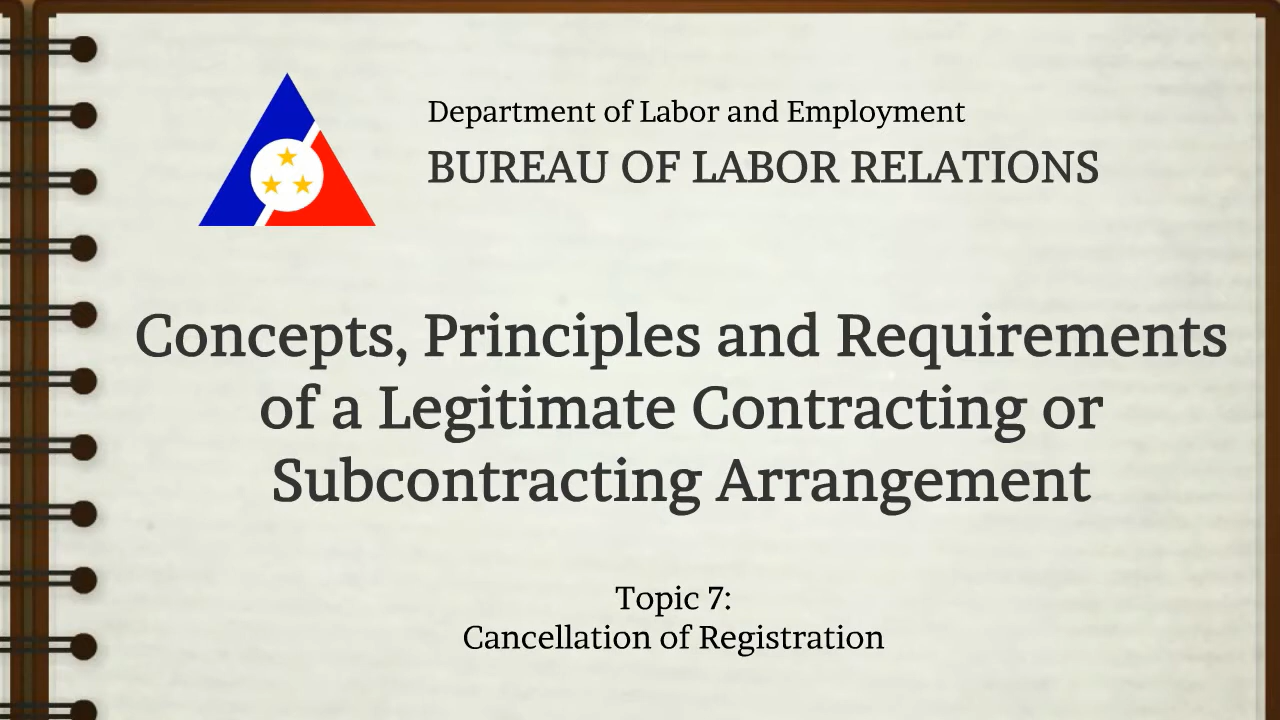 Department of Labor and Employment
BUREAU OF LABOR RELATIONS
Concepts, Principles and Requirements
of a Legitimate Contracting or
Subcontracting Arrangement
Topic 7:
Cancellation of Registration